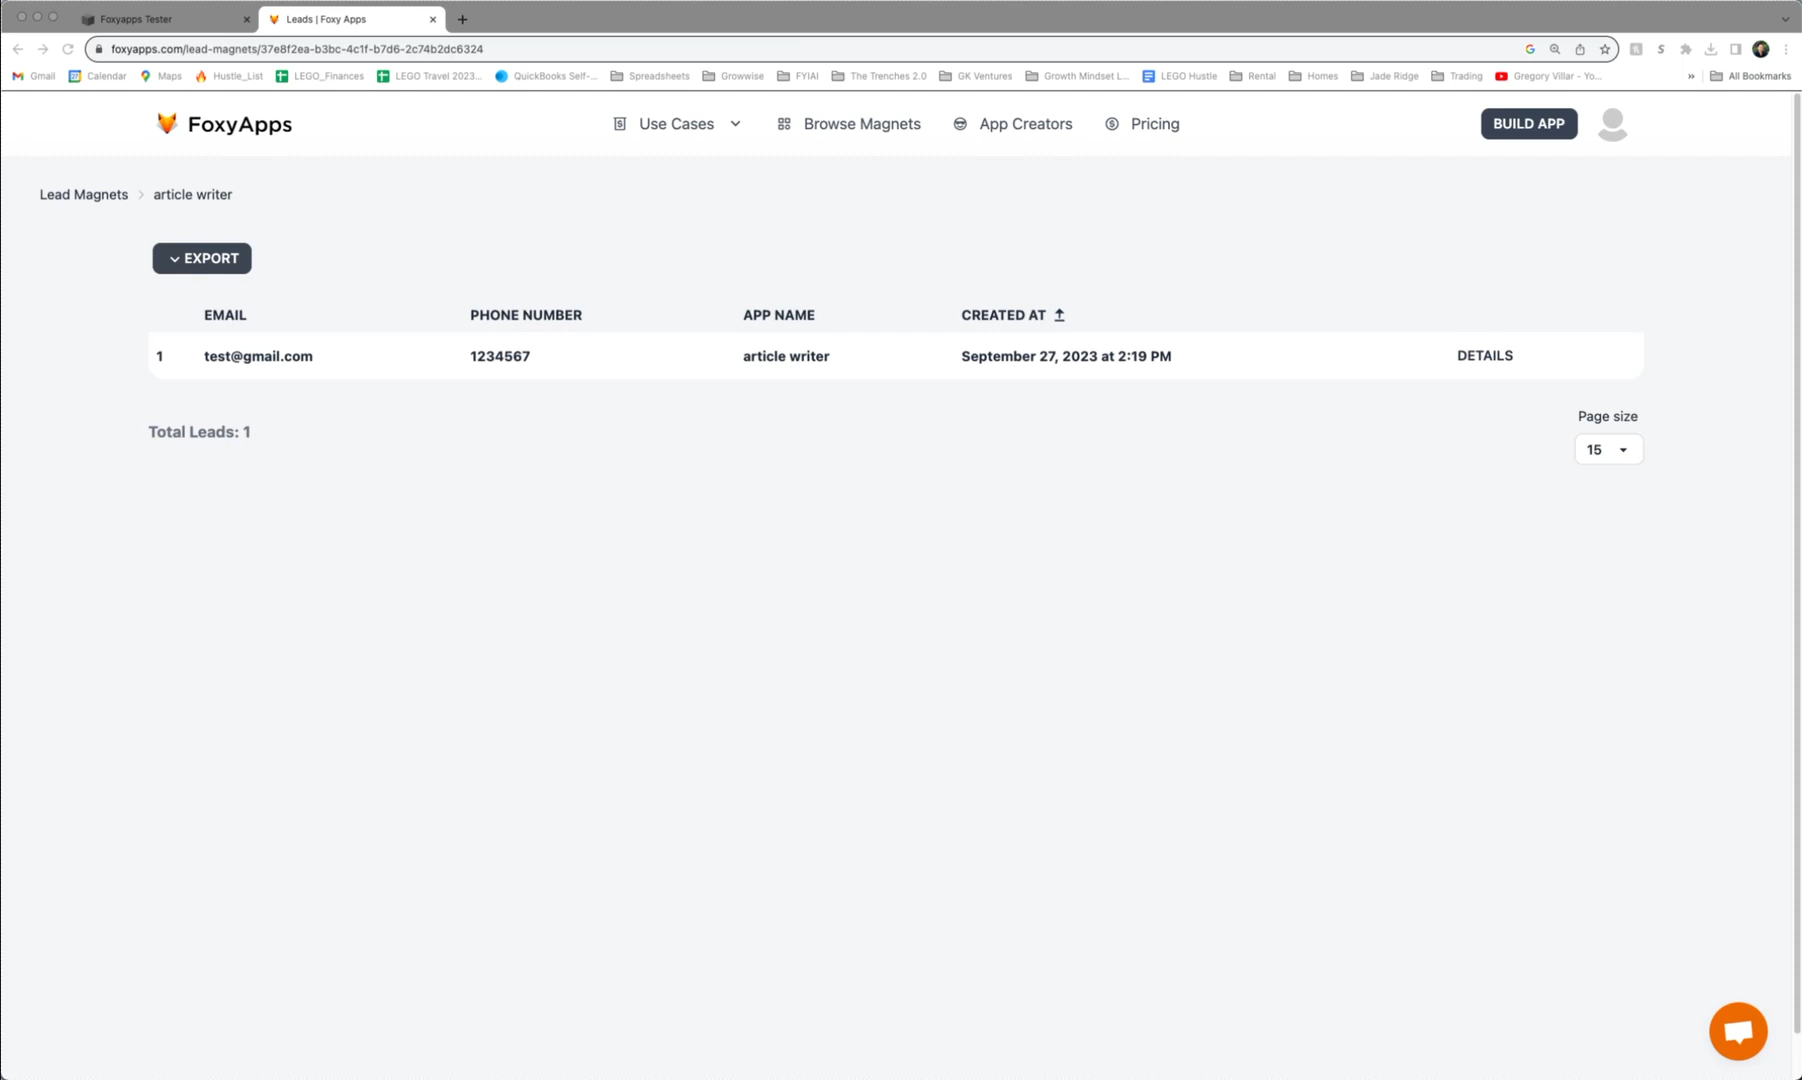 Foxyapps Tester
Leads | Foxy Apps
foxyapps.com/lead-magnets/37e8f2ea-b3bc-4c1f-b7d6-2c74b2dc6324
Gmail Calendar Maps Hustle_List LEGO_Finances LEGO Travel 2023... QuickBooks Self-... Spreadsheets Growwise FYIAI The Trenches 2.0 GK Ventures Growth Mindset L... LEGO Hustle Rental Homes Jade Ridge Trading Gregory Villar - Yo... » All Bookmarks
FoxyApps Use Cases Browse Magnets App Creators Pricing BUILD APP
Lead Magnets > article writer
EXPORT
EMAIL PHONE NUMBER APP NAME CREATED AT
1 test@gmail.com 1234567 article writer September 27, 2023 at 2:19 PM DETAILS
Page size
Total Leads: 1
15